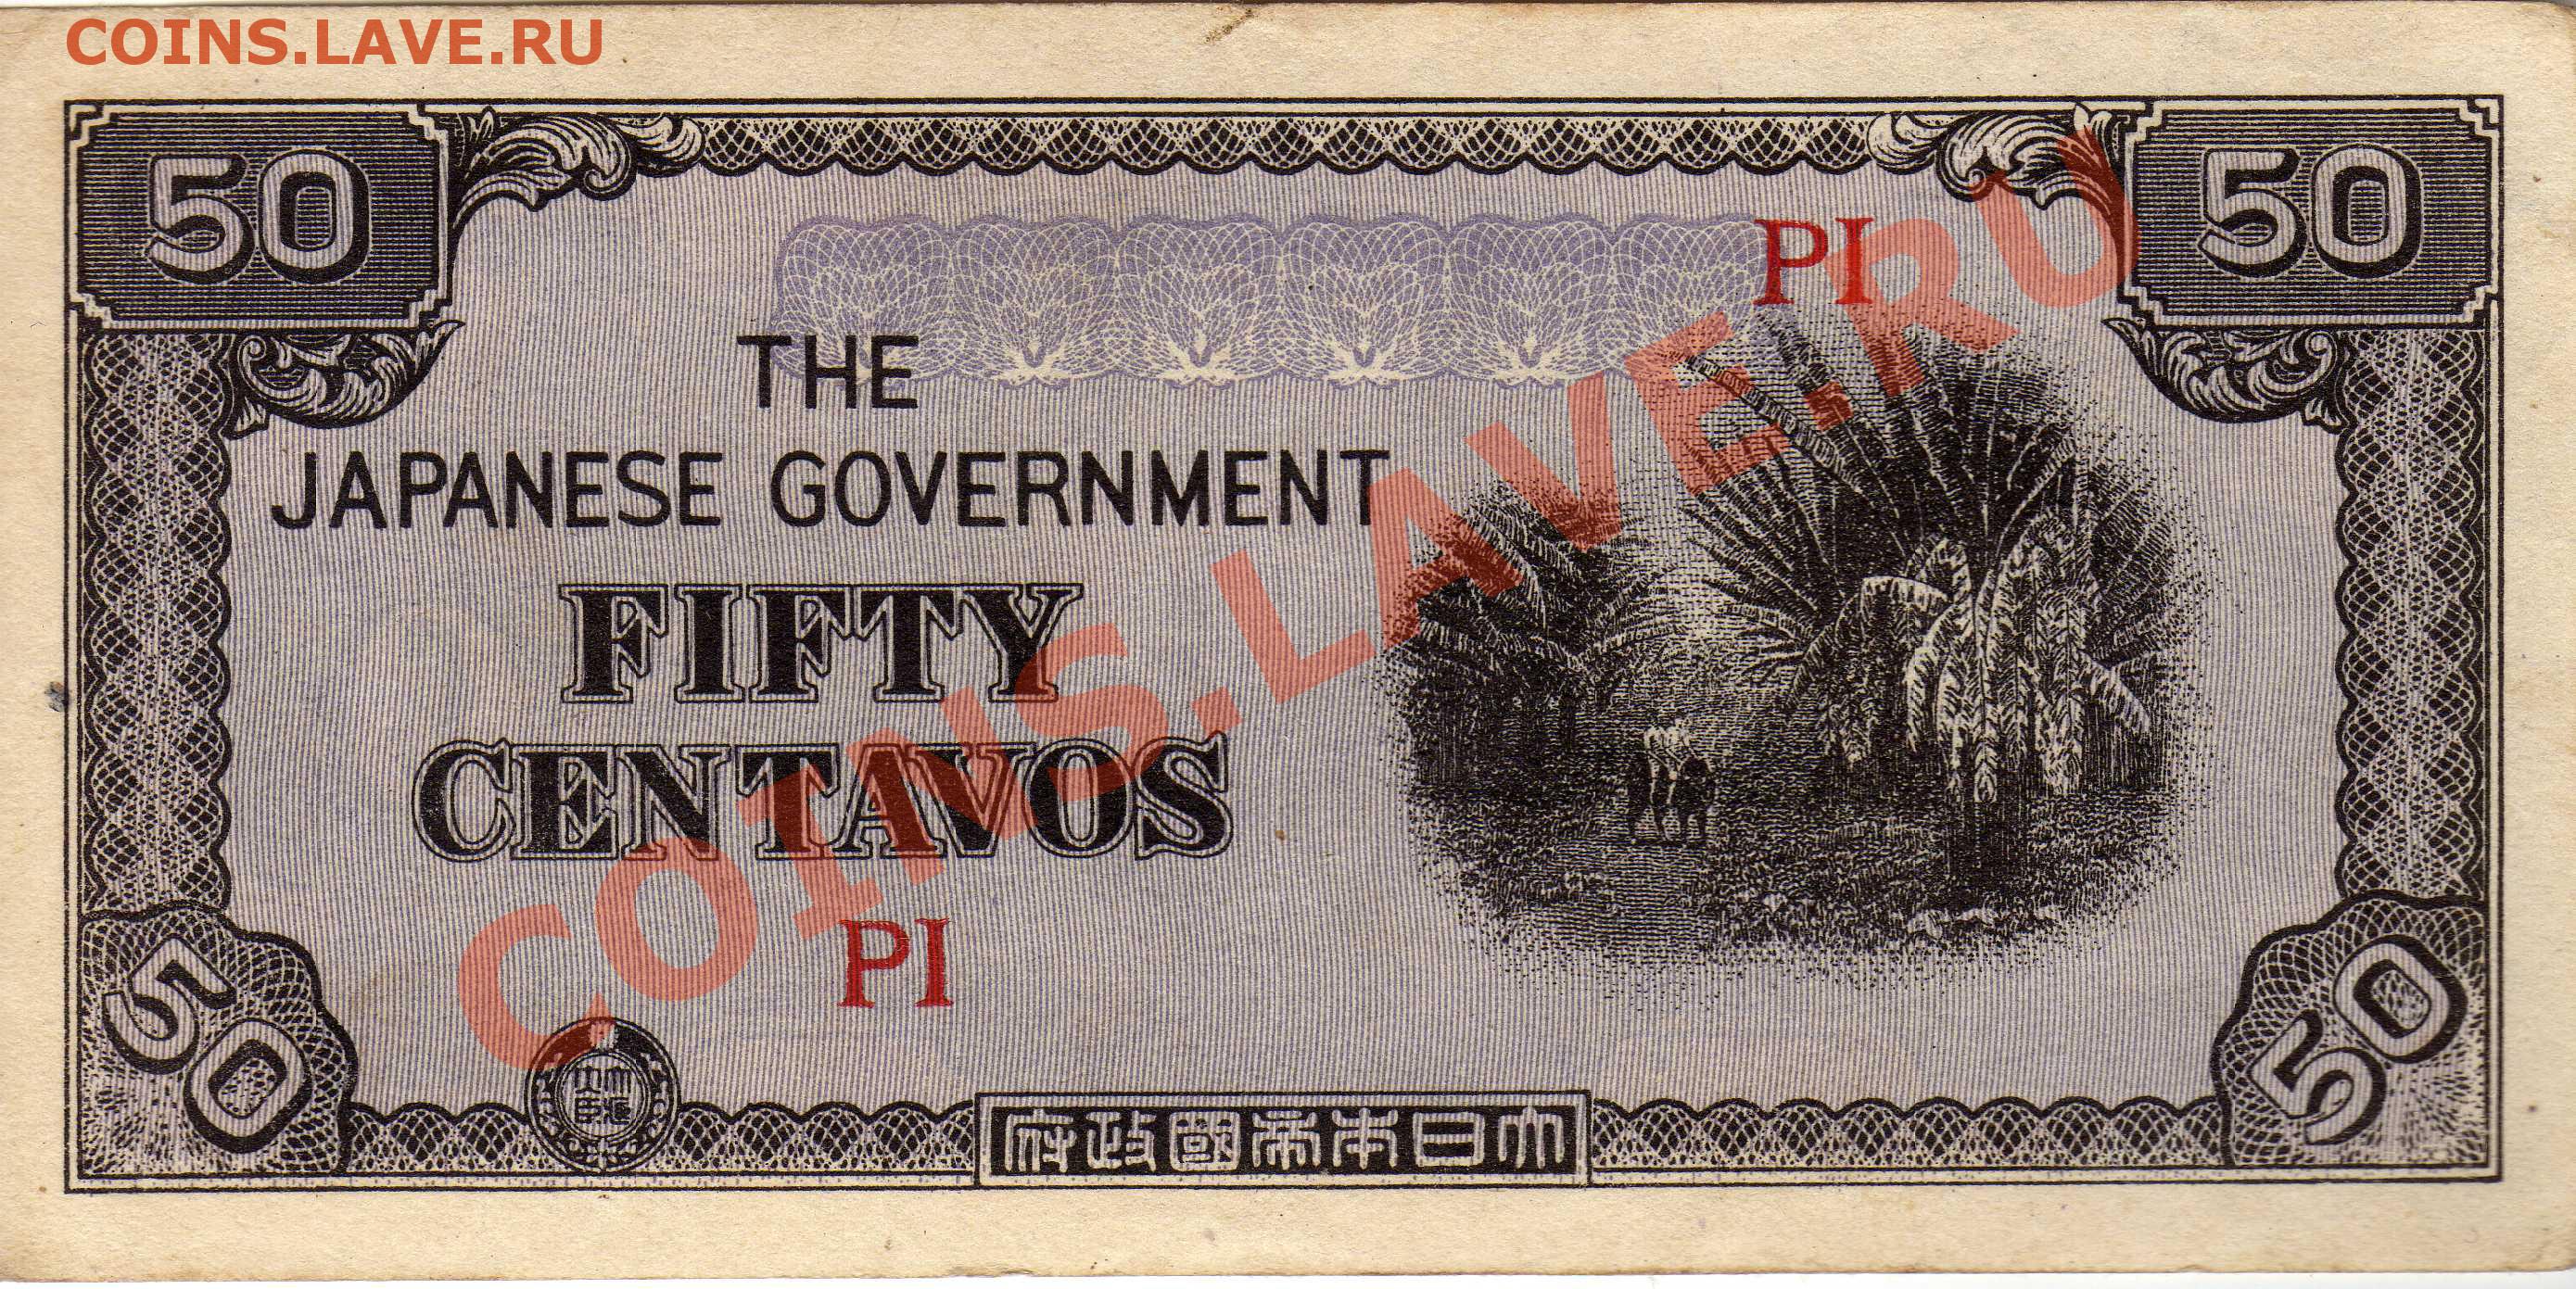 COINS.LAVE.RU
50
50
PI
THE
JAPANESE GOVERNMENT
FIFTY
CENTAVOS
COINS.LAVE.RU
PI
50
50
府政國帝本日大